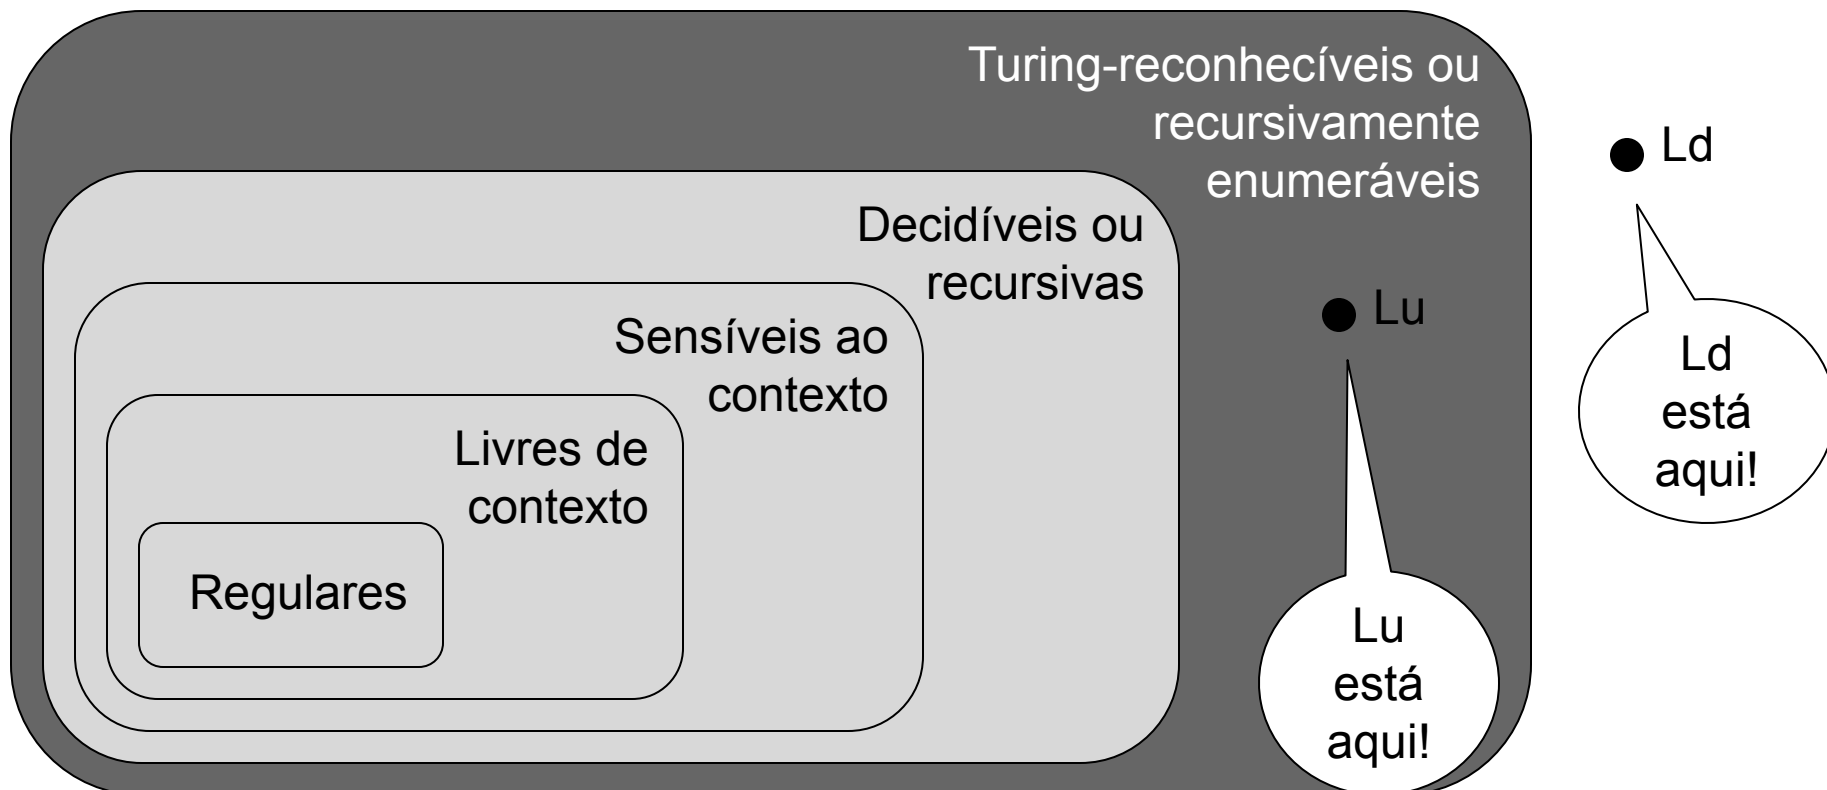 Turing-reconhecíveis ou
recursivamente
enumeráveis
Ld
Decidíveis ou
recursivas
Lu
Sensíveis ao
contexto
Ld
está
aqui!
Livres de
contexto
Regulares
Lu
está
aqui!